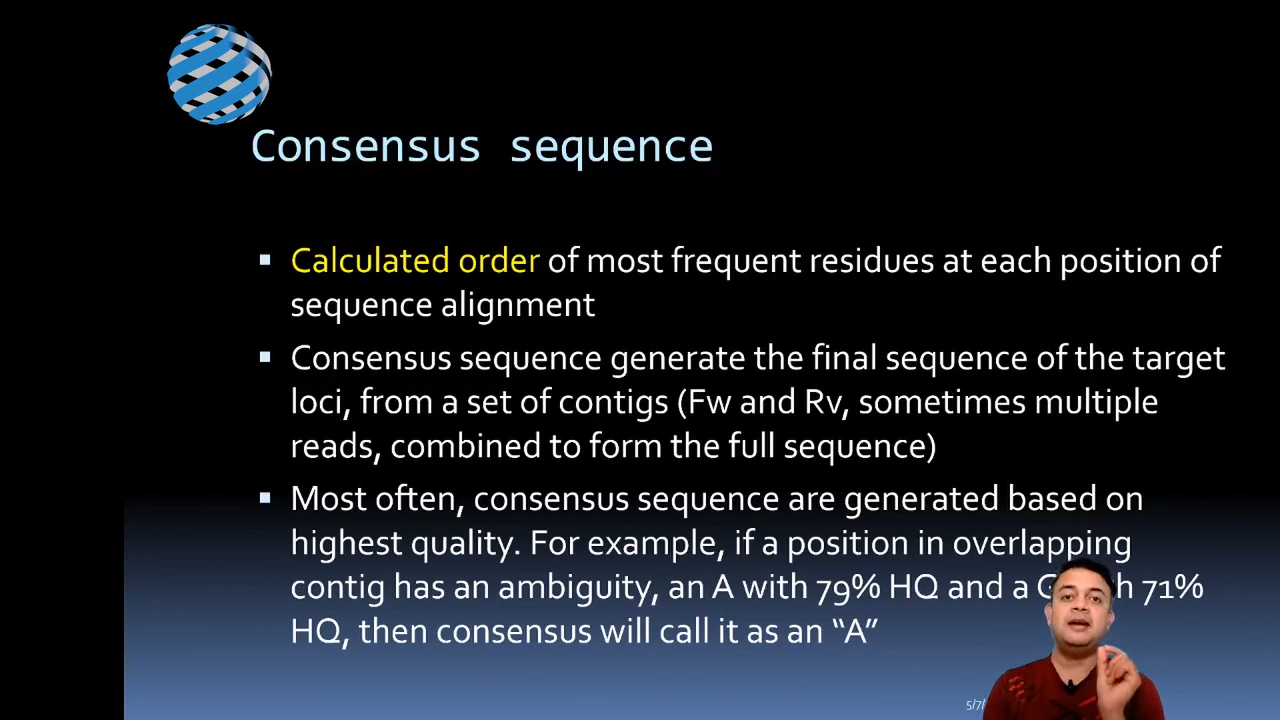 Consensus sequence
Calculated order of most frequent residues at each position of
sequence alignment
Consensus sequence generate the final sequence of the target
loci, from a set of contigs (Fw and Rv, sometimes multiple
reads, combined to form the full sequence)
Most often, consensus sequence are generated based on
highest quality. For example, if a position in overlapping
contig has an ambiguity, an A with 79% HQ and a 71%
HQ, then consensus will call it as an “A”
5/7/